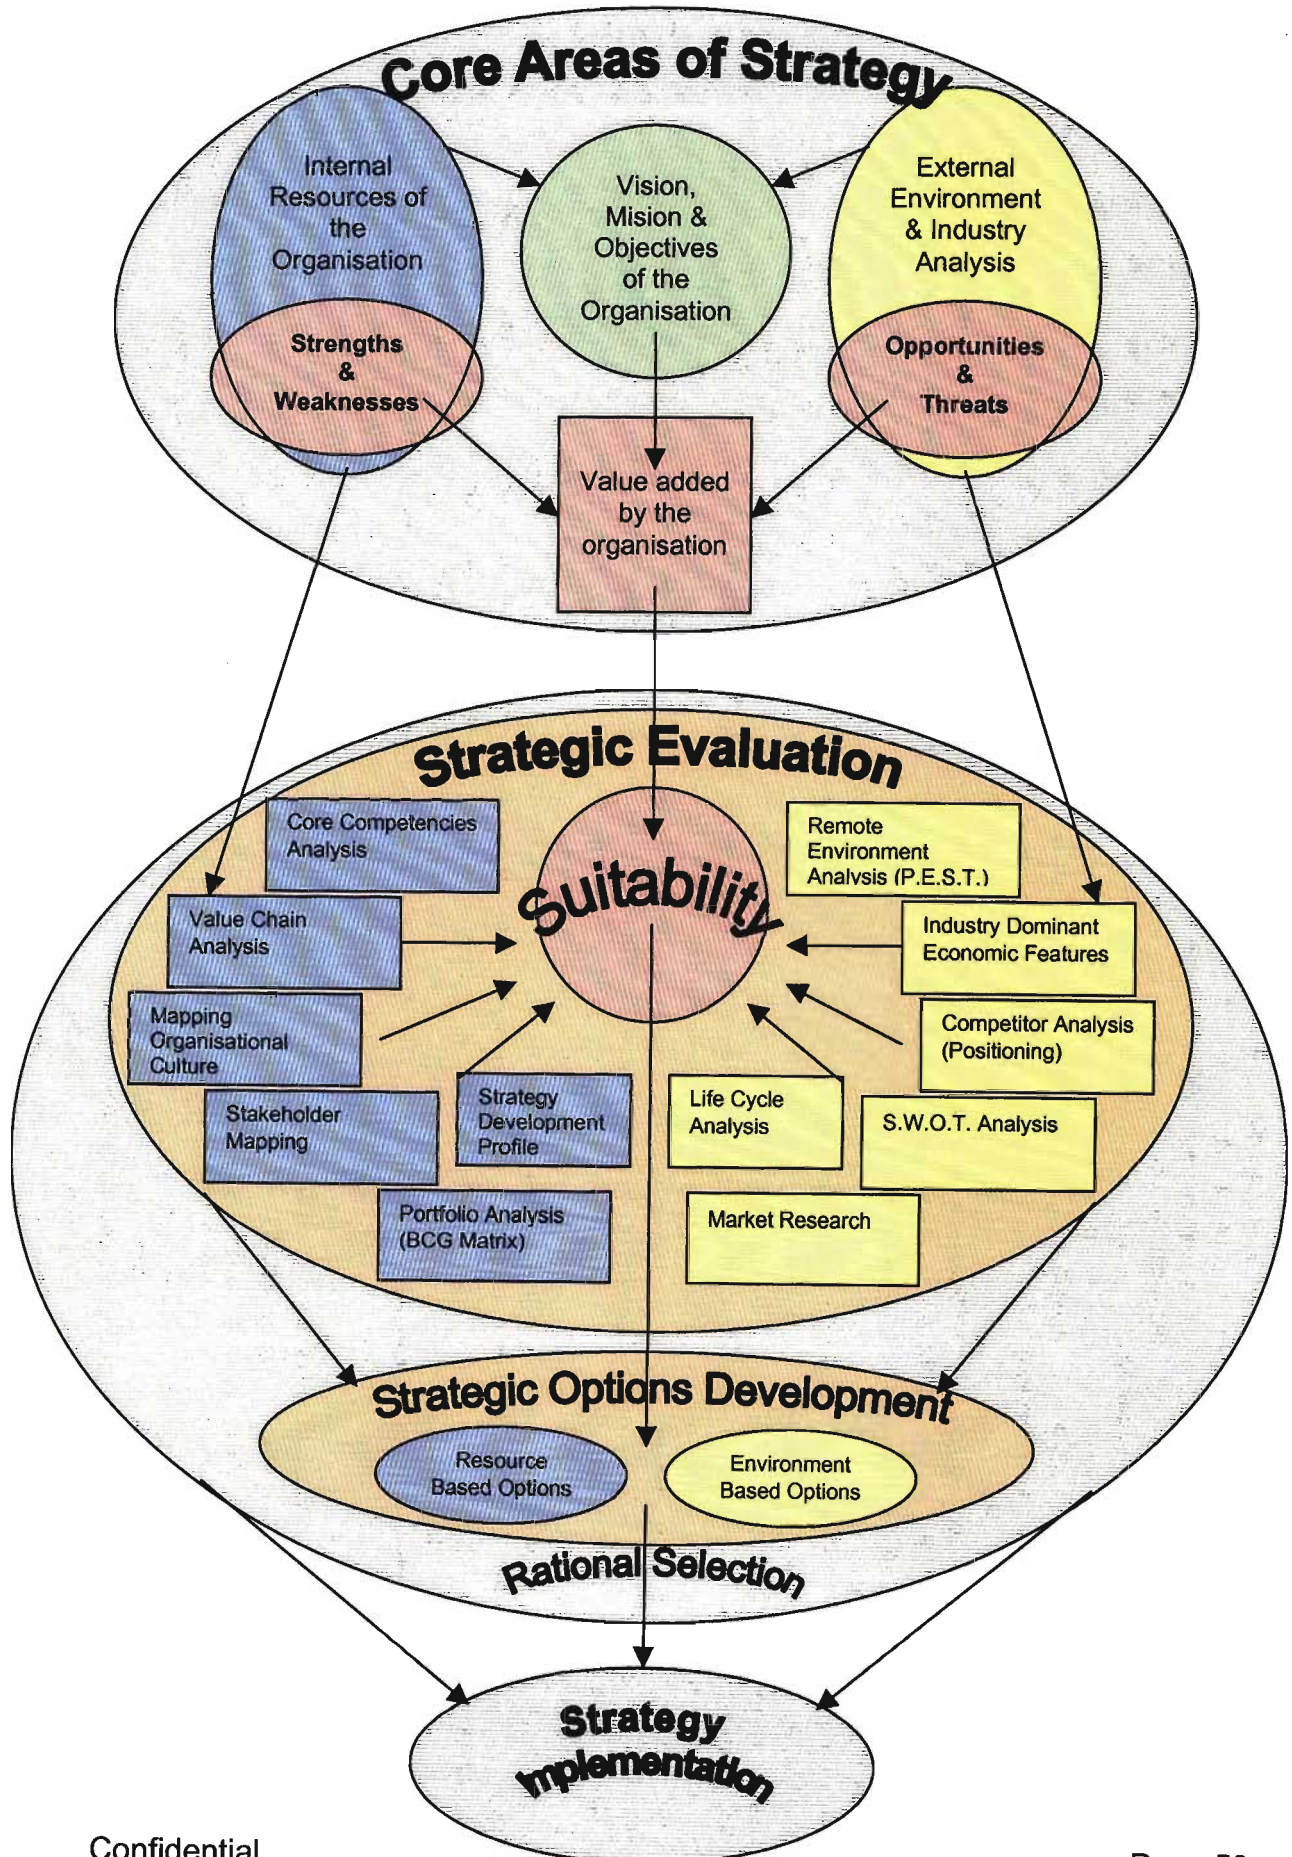 Core Areas of Strategy
Internal
Resources of
the
Organisation
Vision,
Mision &
Objectives
of the
Organisation
External
Environment
& Industry
Analysis
Strengths
&
Weaknesses
Opportunities
&
Threats
Value added
by the
organisation
Strategic Evaluation
Core Competencies
Analysis
Remote
Environment
Analysis (P.E.S.T.)
Suitability
Value Chain
Analysis
Industry Dominant
Economic Features
Mapping
Organisational
Culture
Competitor Analysis
(Positioning)
Stakeholder
Mapping
Strategy
Development
Profile
Life Cycle
Analysis
S.W.O.T. Analysis
Portfolio Analysis
(BCG Matrix)
Market Research
Strategic Options Development
Resource
Based Options
Environment
Based Options
Rational Selection
Strategy
Implementation
Confidential